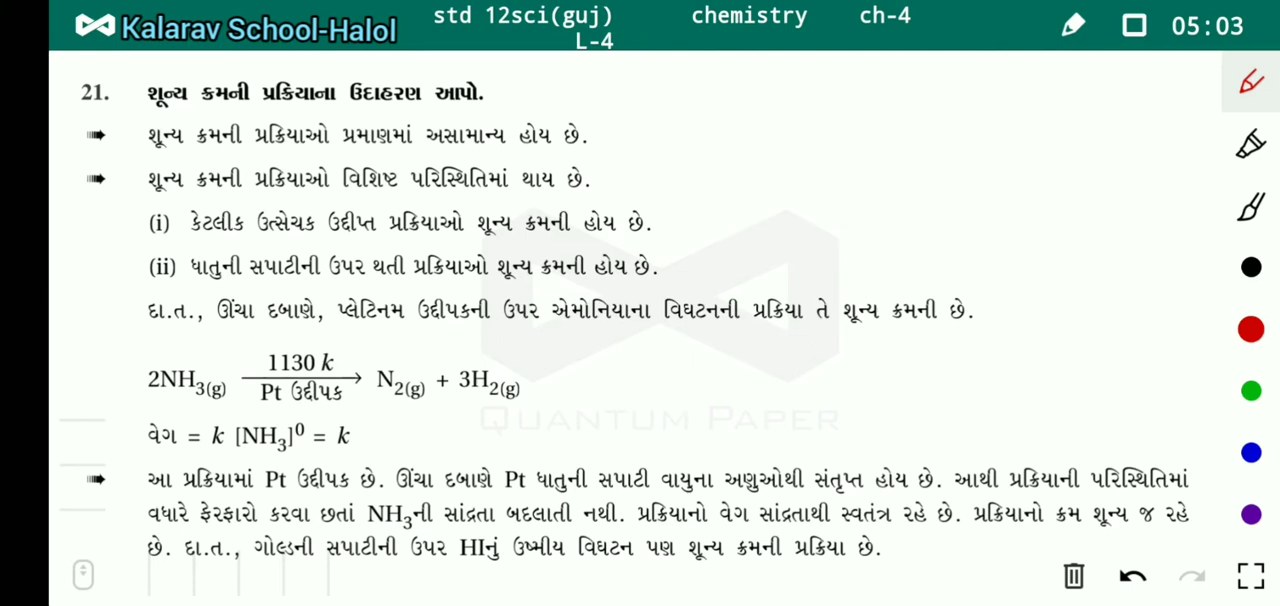 Kalarav School-Halol
std 12sci(guj) chemistry ch-4
L-4
05:03
21. શૂન્ય ક્રમની પ્રક્રિયાના ઉદાહરણ આપો.
➠ શૂન્ય ક્રમની પ્રક્રિયાઓ પ્રમાણમાં અસામાન્ય હોય છે.
➠ શૂન્ય ક્રમની પ્રક્રિયાઓ વિશિષ્ટ પરિસ્થિતિમાં થાય છે.
(i) કેટલીક ઉત્સેચક ઉદ્દીપ્ત પ્રક્રિયાઓ શૂન્ય ક્રમની હોય છે.
(ii) ધાતુની સપાટીની ઉપર થતી પ્રક્રિયાઓ શૂન્ય ક્રમની હોય છે.
દા.ત., ઊંચા દબાણે, પ્લેટિનમ ઉદ્દીપકની ઉપર એમોનિયાના વિઘટનની પ્રક્રિયા તે શૂન્ય ક્રમની છે.
1130 k
2NH₃(g) ⟶ N₂(g) + 3H₂(g)
Pt ઉદ્દીપક
QUANTUM PAPER
વેગ = k [NH₃]⁰ = k
➠ આ પ્રક્રિયામાં Pt ઉદ્દીપક છે. ઊંચા દબાણે Pt ધાતુની સપાટી વાયુના અણુઓથી સંતૃપ્ત હોય છે. આથી પ્રક્રિયાની પરિસ્થિતિમાં
વધારે ફેરફારો કરવા છતાં NH₃ની સાંદ્રતા બદલાતી નથી. પ્રક્રિયાનો વેગ સાંદ્રતાથી સ્વતંત્ર રહે છે. પ્રક્રિયાનો ક્રમ શૂન્ય જ રહે
છે. દા.ત., ગોલ્ડની સપાટીની ઉપર HIનું ઉષ્મીય વિઘટન પણ શૂન્ય ક્રમની પ્રક્રિયા છે.